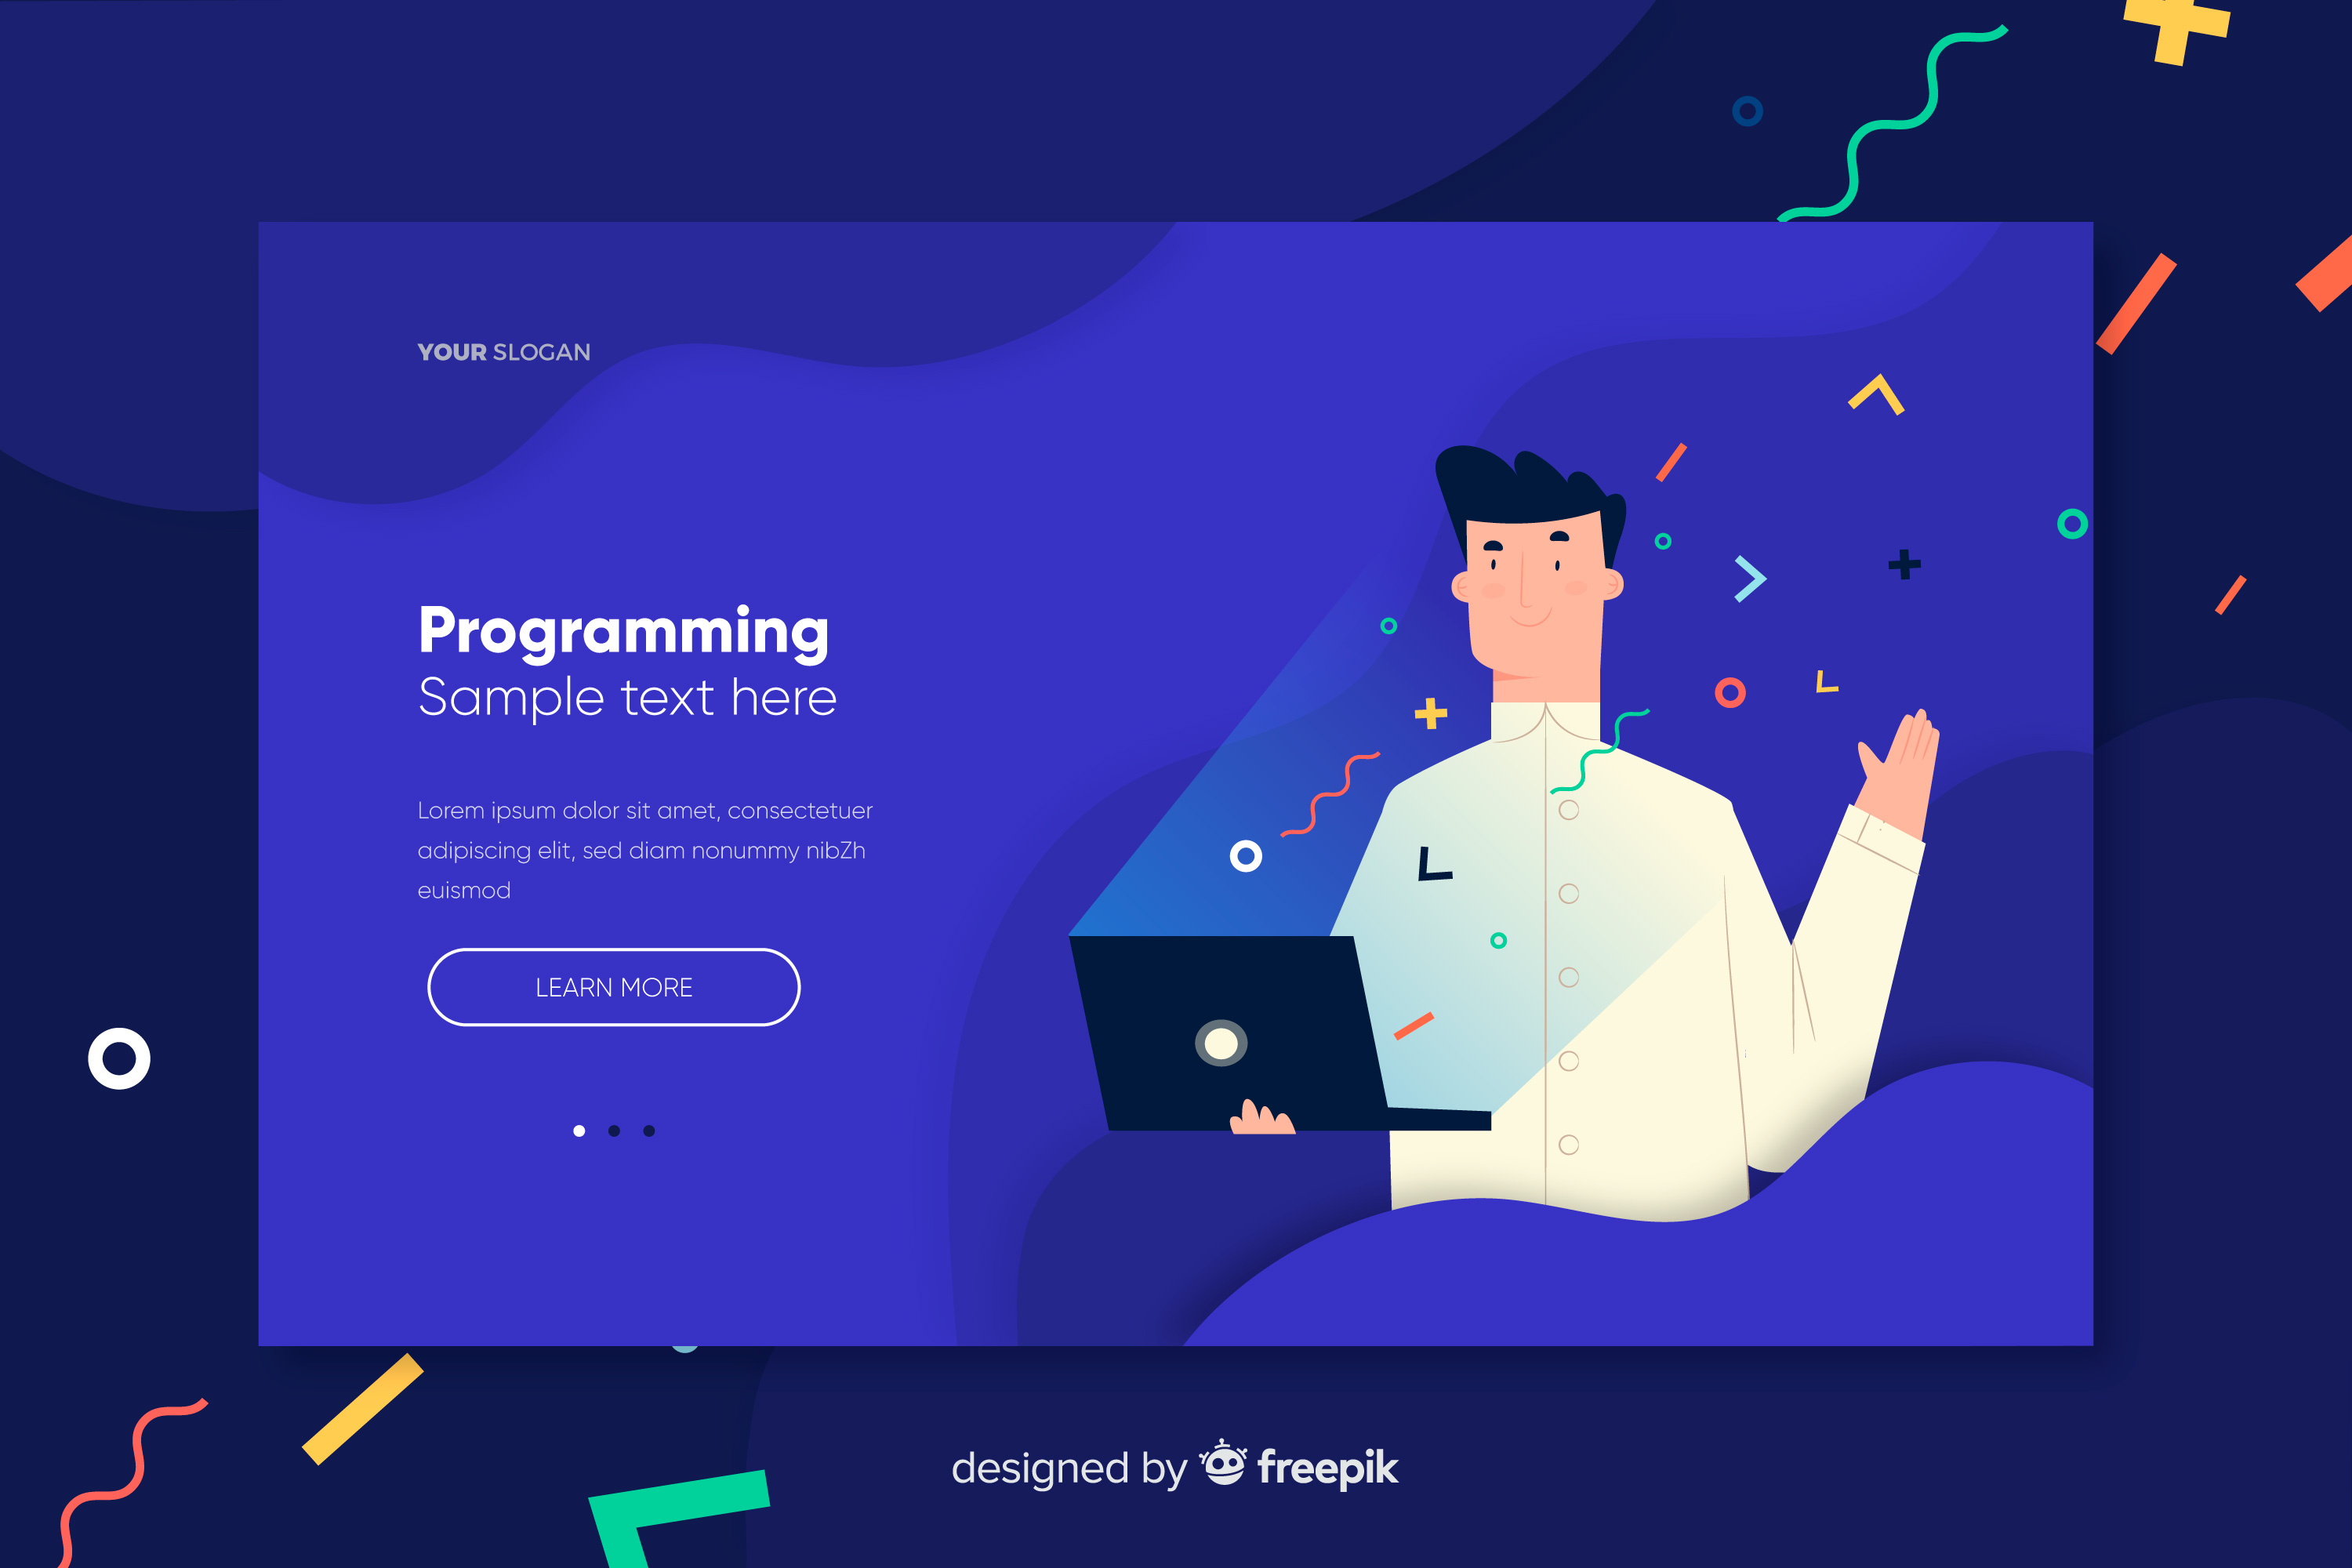 YOUR SLOGAN
Programming
Sample text here
Lorem ipsum dolor sit amet, consectetuer
adipiscing elit, sed diam nonummy nibZh
euismod
LEARN MORE
designed by freepik